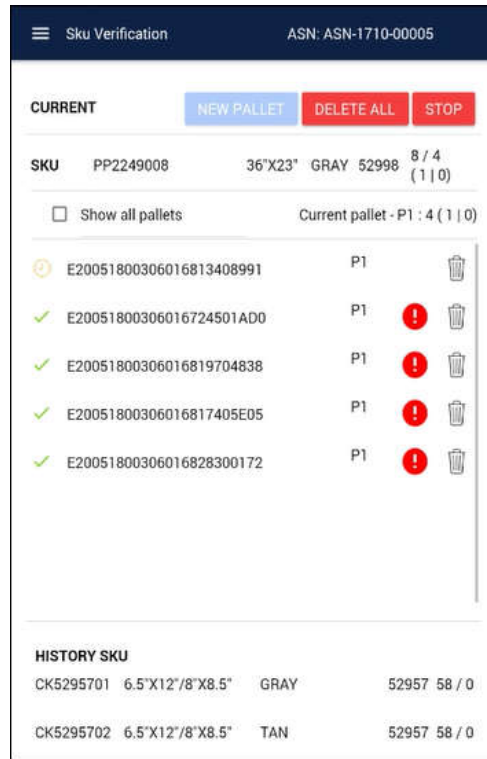 Sku Verification ASN: ASN-1710-00005
CURRENT NEW PALLET DELETE ALL STOP
SKU PP2249008 36"X23" GRAY 52998 8 / 4
( 1 | 0)
Show all pallets Current pallet - P1 : 4 ( 1 | 0)
E20051800306016813408991 P1
E20051800306016724501AD0 P1
E20051800306016819704838 P1
E20051800306016817405E05 P1
E20051800306016828300172 P1
HISTORY SKU
CK5295701 6.5"X12"/8"X8.5" GRAY 52957 58 / 0
CK5295702 6.5"X12"/8"X8.5" TAN 52957 58 / 0